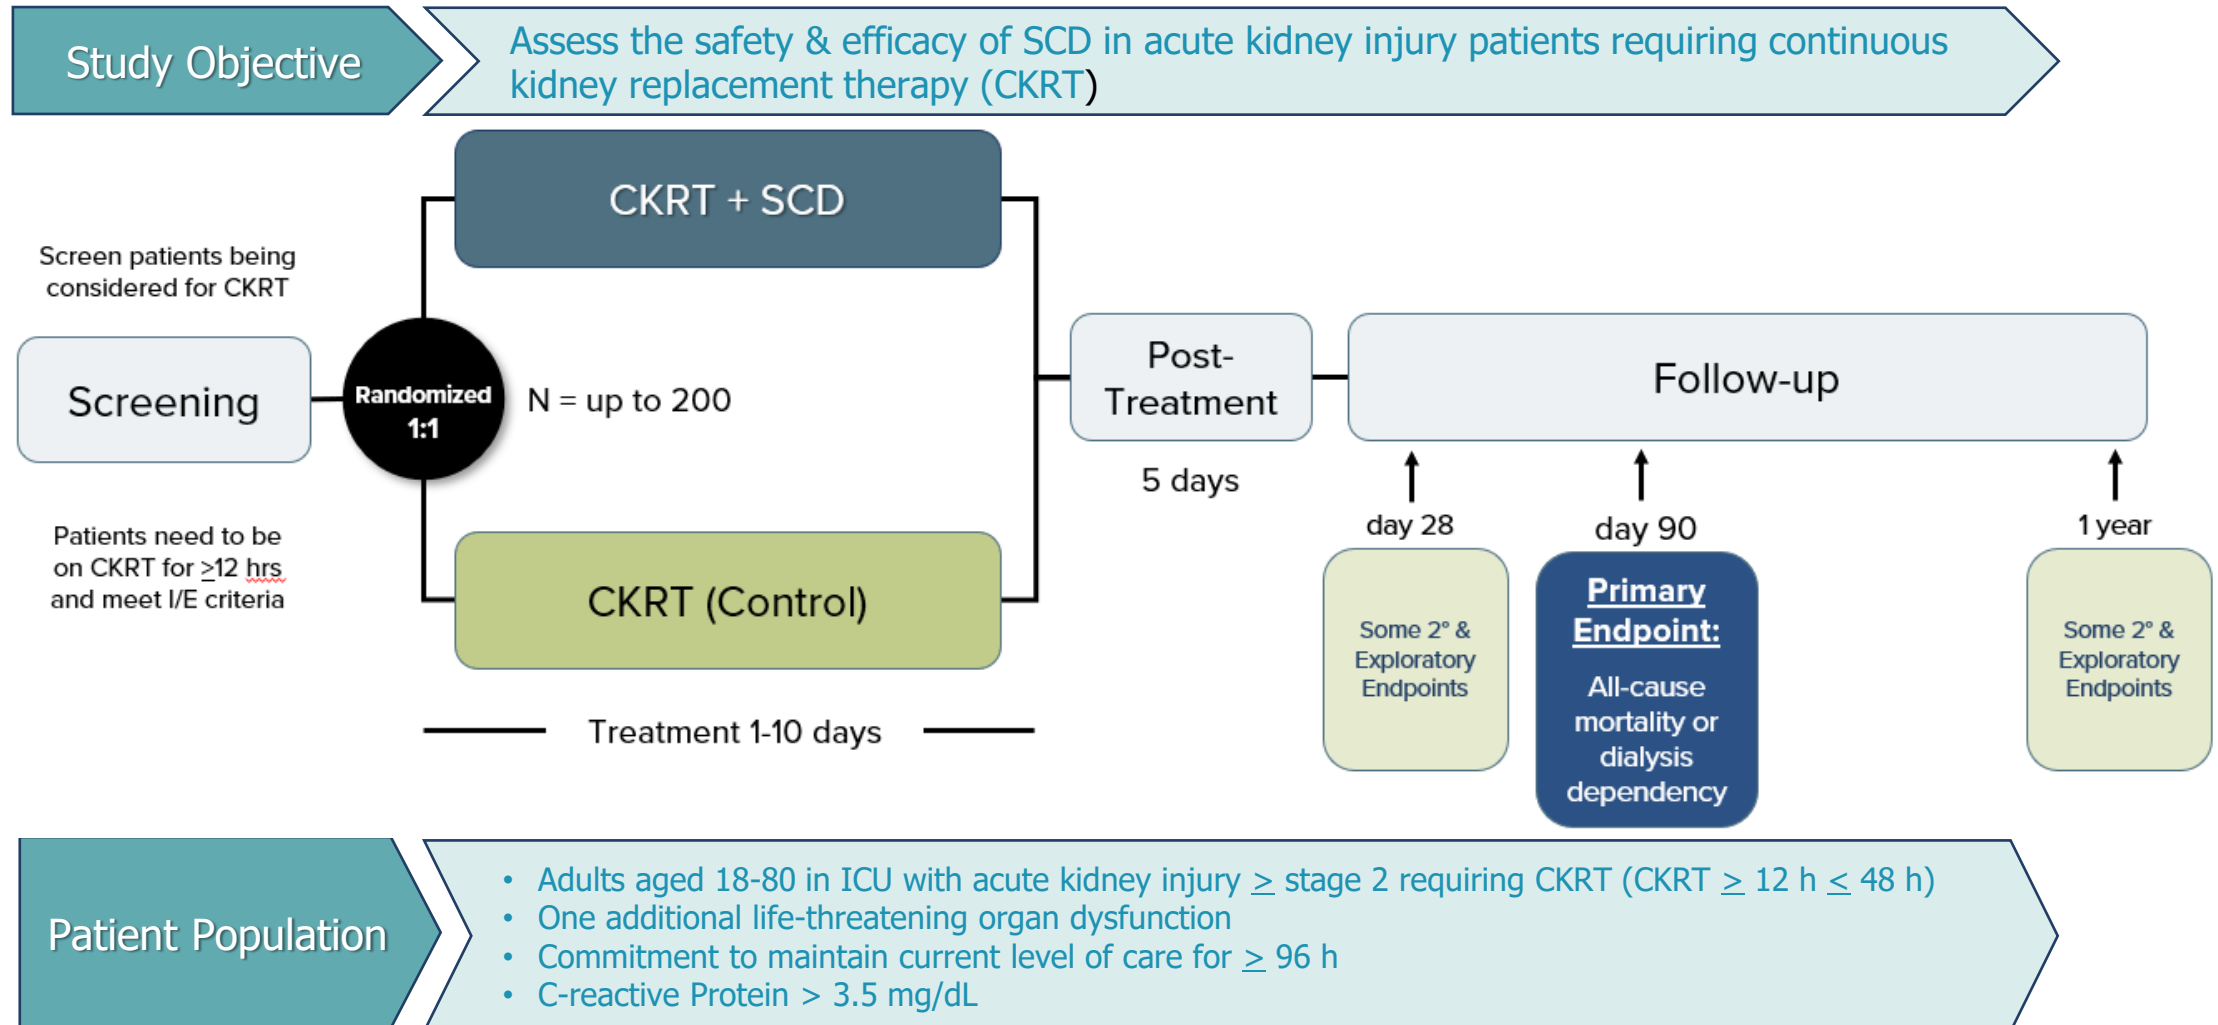 Study Objective
Assess the safety & efficacy of SCD in acute kidney injury patients requiring continuous
kidney replacement therapy (CKRT)
CKRT + SCD
Screen patients being
considered for CKRT
Screening
Randomized
1:1
N = up to 200
Patients need to be
on CKRT for ≥12 hrs
and meet I/E criteria
CKRT (Control)
Treatment 1-10 days
Post-
Treatment
5 days
Follow-up
day 28
Some 2° &
Exploratory
Endpoints
day 90
Primary
Endpoint:
All-cause
mortality or
dialysis
dependency
1 year
Some 2° &
Exploratory
Endpoints
Patient Population
• Adults aged 18-80 in ICU with acute kidney injury ≥ stage 2 requiring CKRT (CKRT ≥ 12 h ≤ 48 h)
• One additional life-threatening organ dysfunction
• Commitment to maintain current level of care for ≥ 96 h
• C-reactive Protein > 3.5 mg/dL